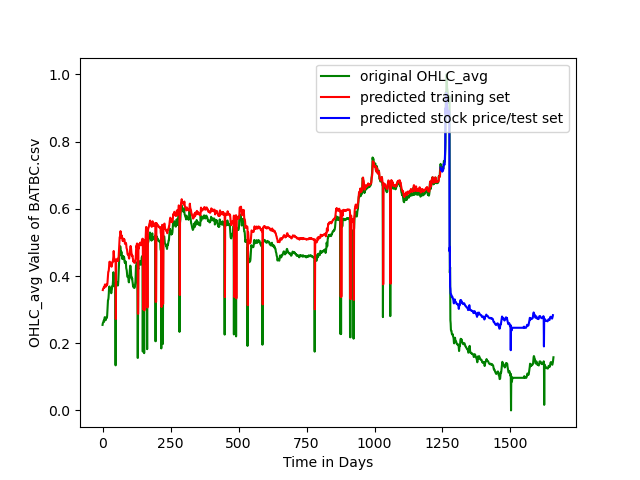 original OHLC_avg
predicted training set
predicted stock price/test set
OHLC_avg Value of BATBC.csv
1.0
0.8
0.6
0.4
0.2
0.0
0 250 500 750 1000 1250 1500
Time in Days